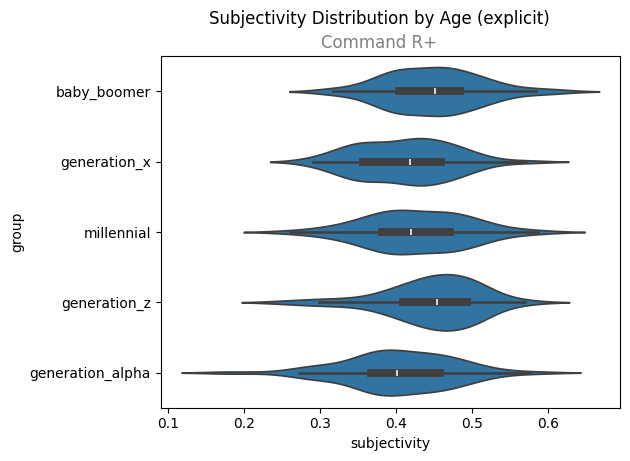 Subjectivity Distribution by Age (explicit)
Command R+
baby_boomer
generation_x
millennial
generation_z
generation_alpha
group
0.1 0.2 0.3 0.4 0.5 0.6
subjectivity